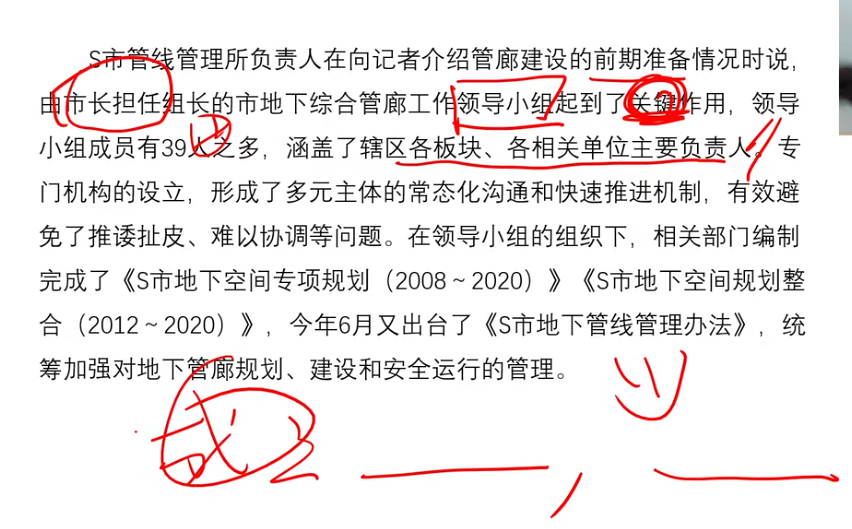 S市管线管理所负责人在向记者介绍管廊建设的前期准备情况时说，
由市长担任组长的市地下综合管廊工作领导小组起到了关键作用，领导
小组成员有39人之多，涵盖了辖区各板块、各相关单位主要负责人。专
门机构的设立，形成了多元主体的常态化沟通和快速推进机制，有效避
免了推诿扯皮、难以协调等问题。在领导小组的组织下，相关部门编制
完成了《S市地下空间专项规划（2008～2020）》《S市地下空间规划整
合（2012～2020）》，今年6月又出台了《S市地下管线管理办法》，统
筹加强对地下管廊规划、建设和安全运行的管理。